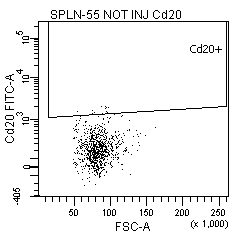 SPLN-55 NOT INJ Cd20
Cd20+
Cd20 FITC-A
10^5
10^4
10^3
0
-405
50 100 150 200 250
FSC-A
(x 1,000)